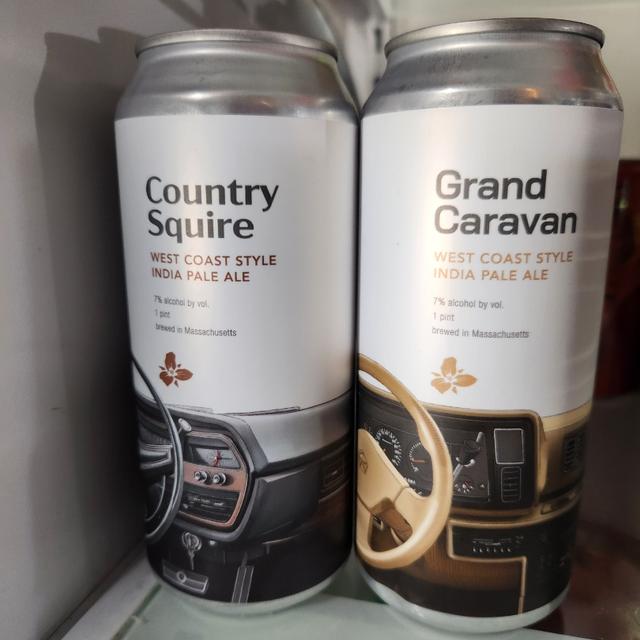 Country
Squire
WEST COAST STYLE
INDIA PALE ALE
7% alcohol by vol.
1 pint
brewed in Massachusetts
Grand
Caravan
WEST COAST STYLE
INDIA PALE ALE
7% alcohol by vol.
1 pint
brewed in Massachusetts